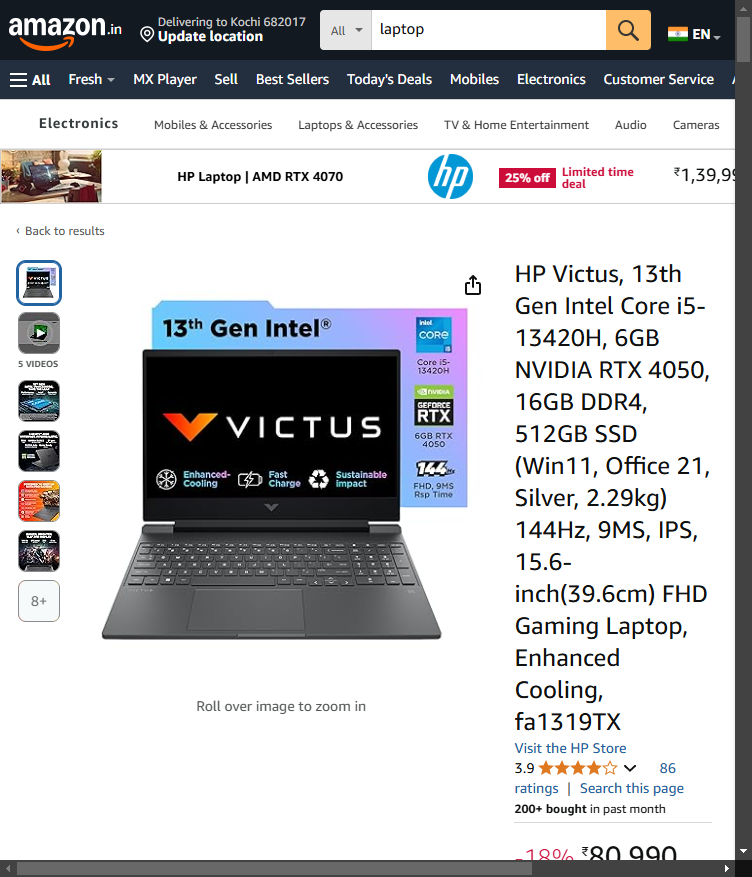 amazon.in
Delivering to Kochi 682017
Update location
All
laptop
EN
All
Fresh
MX Player
Sell
Best Sellers
Today's Deals
Mobiles
Electronics
Customer Service
Electronics
Mobiles & Accessories
Laptops & Accessories
TV & Home Entertainment
Audio
Cameras
HP Laptop | AMD RTX 4070
hp
25% off
Limited time
deal
₹1,39,99
‹ Back to results
5 VIDEOS
8+
13th Gen Intel®
intel
CORE
i5
Core i5-
13420H
NVIDIA
GEFORCE
RTX
6GB RTX
4050
144Hz
FHD, 9MS
Rsp Time
VICTUS
Enhanced-
Cooling
Fast
Charge
Sustainable
Impact
VICTUS
Roll over image to zoom in
HP Victus, 13th
Gen Intel Core i5-
13420H, 6GB
NVIDIA RTX 4050,
16GB DDR4,
512GB SSD
(Win11, Office 21,
Silver, 2.29kg)
144Hz, 9MS, IPS,
15.6-
inch(39.6cm) FHD
Gaming Laptop,
Enhanced
Cooling,
fa1319TX
Visit the HP Store
3.9
86
ratings | Search this page
200+ bought in past month
-18% ₹80,990